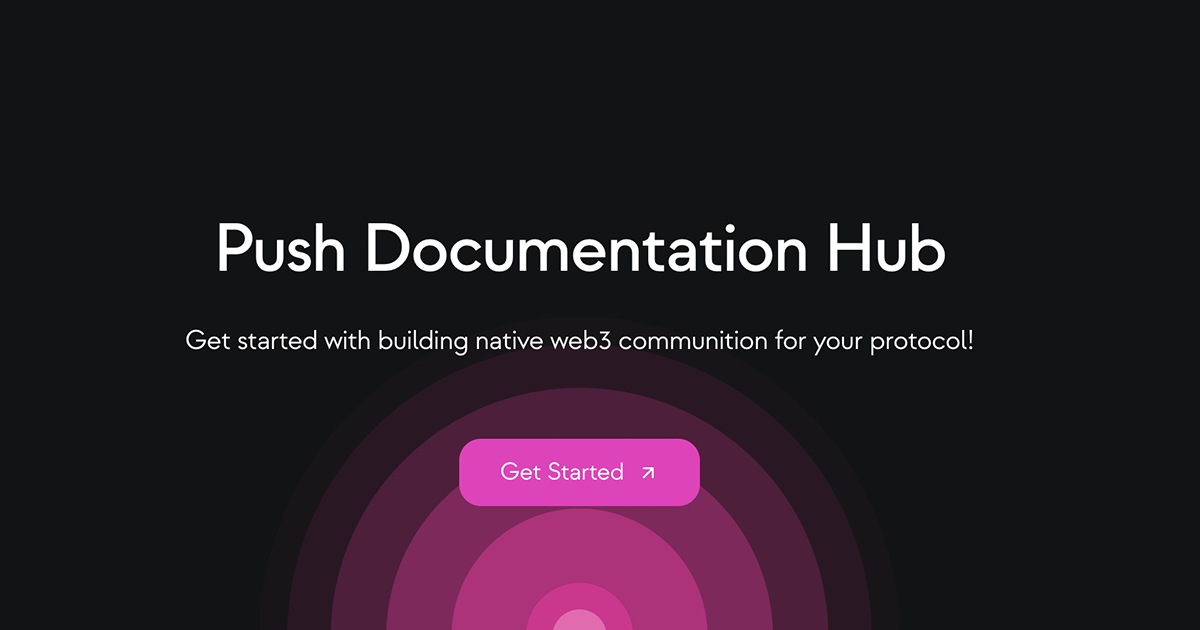 Push Documentation Hub
Get started with building native web3 communition for your protocol!
Get Started